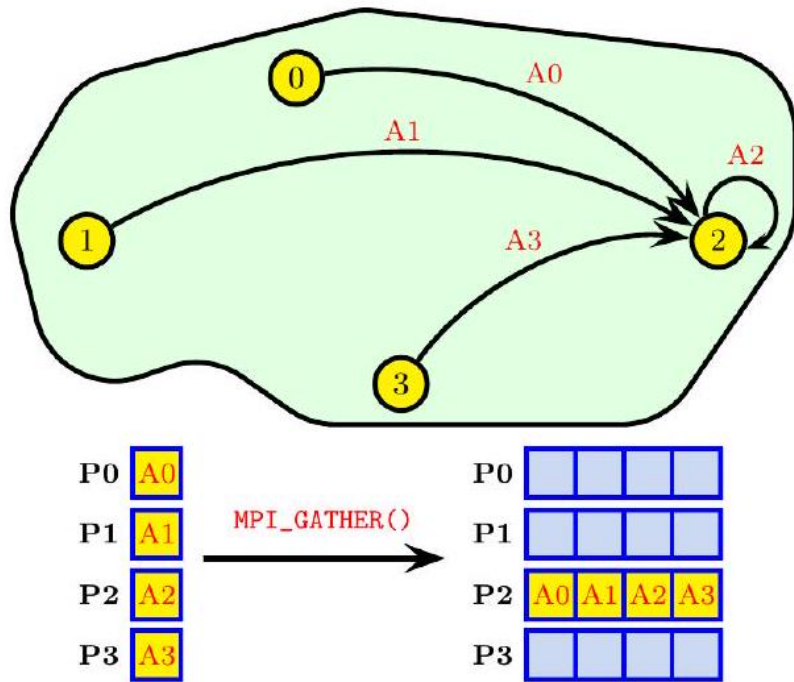 0
A0
A1
A2
1
2
A3
3
P0 A0
P1 A1
P2 A2
P3 A3
MPI_GATHER()
P0
P1
P2 A0 A1 A2 A3
P3